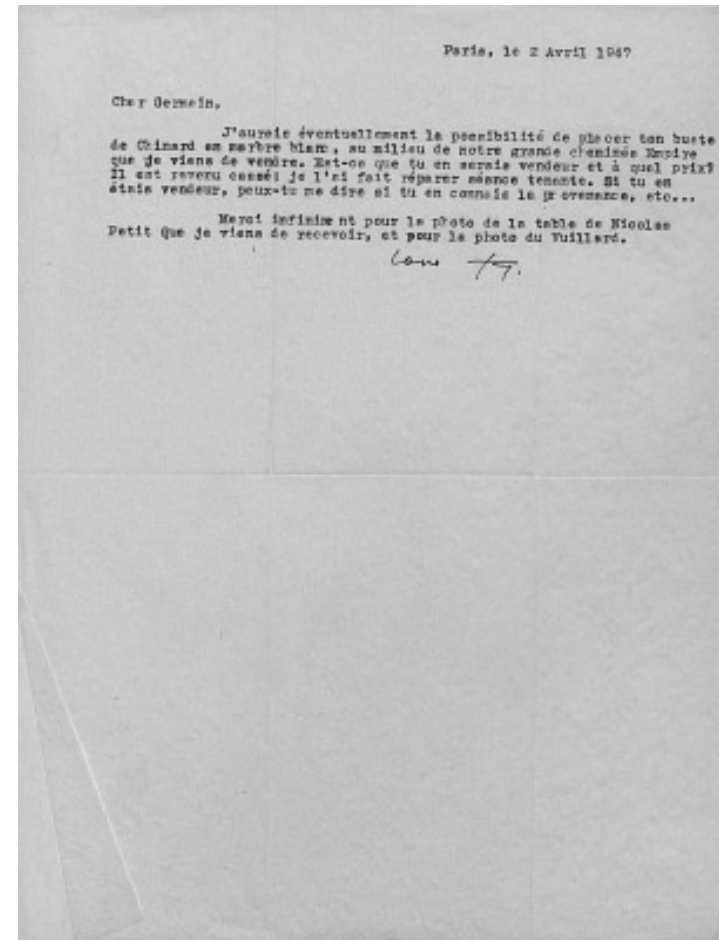 Paris, le 2 Avril 1947
Cher Germain,
J'aurais éventuellement la possibilité de placer ton buste
de Chinard en marbre blanc, au milieu de notre grande cheminée Empire
que je viens de vendre. Est-ce que tu en serais vendeur et à quel prix?
Il est revenu cassé; je l'ai fait réparer séance tenante. Si tu en
étais vendeur, peux-tu me dire si tu en connais la provenance, etc...
Merci infiniment pour la photo de la table de Nicolas
Petit que je viens de recevoir, et pour la photo du Vuillard.